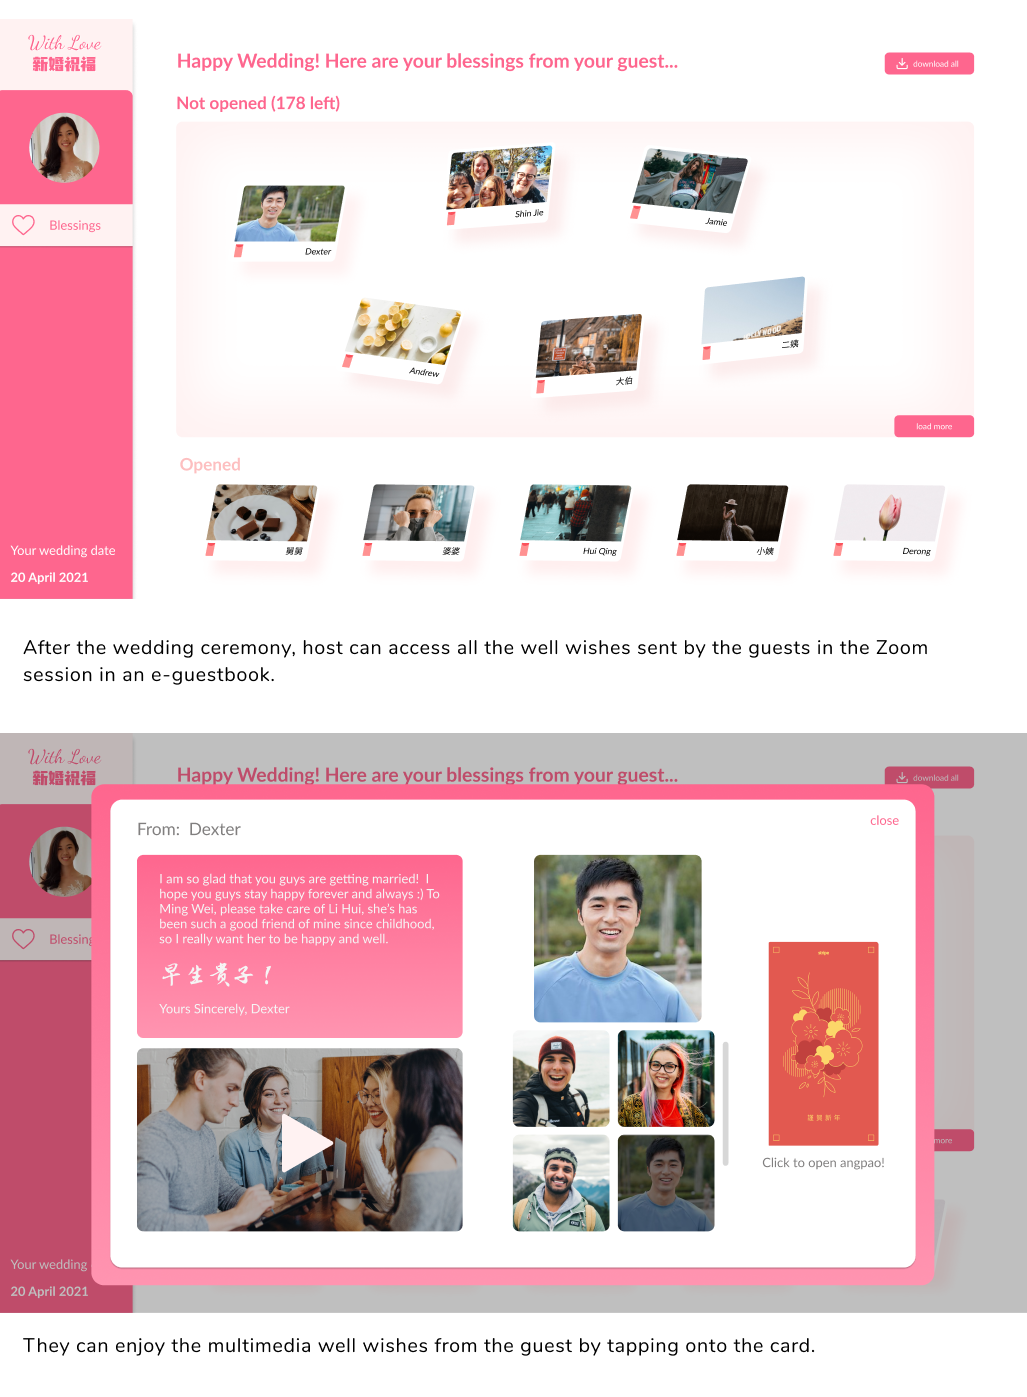 With Love
新婚祝福
Happy Wedding! Here are your blessings from your guest...
download all
Not opened (178 left)
Blessings
Dexter
Shin Jie
Jamie
Andrew
大伯
二姨
load more
Opened
舅舅
婆婆
Hui Qing
小姨
Derong
Your wedding date
20 April 2021
After the wedding ceremony, host can access all the well wishes sent by the guests in the Zoom
session in an e-guestbook.
With Love
新婚祝福
Happy Wedding! Here are your blessings from your guest...
download all
From: Dexter
close
I am so glad that you guys are getting married! I
hope you guys stay happy forever and always :) To
Ming Wei, please take care of Li Hui, she's has
been such a good friend of mine since childhood,
so I really want her to be happy and well.
早生贵子！
Yours Sincerely, Dexter
Blessing
謹賀新年
more
Click to open angpao!
Your wedding
20 April 2021
They can enjoy the multimedia well wishes from the guest by tapping onto the card.